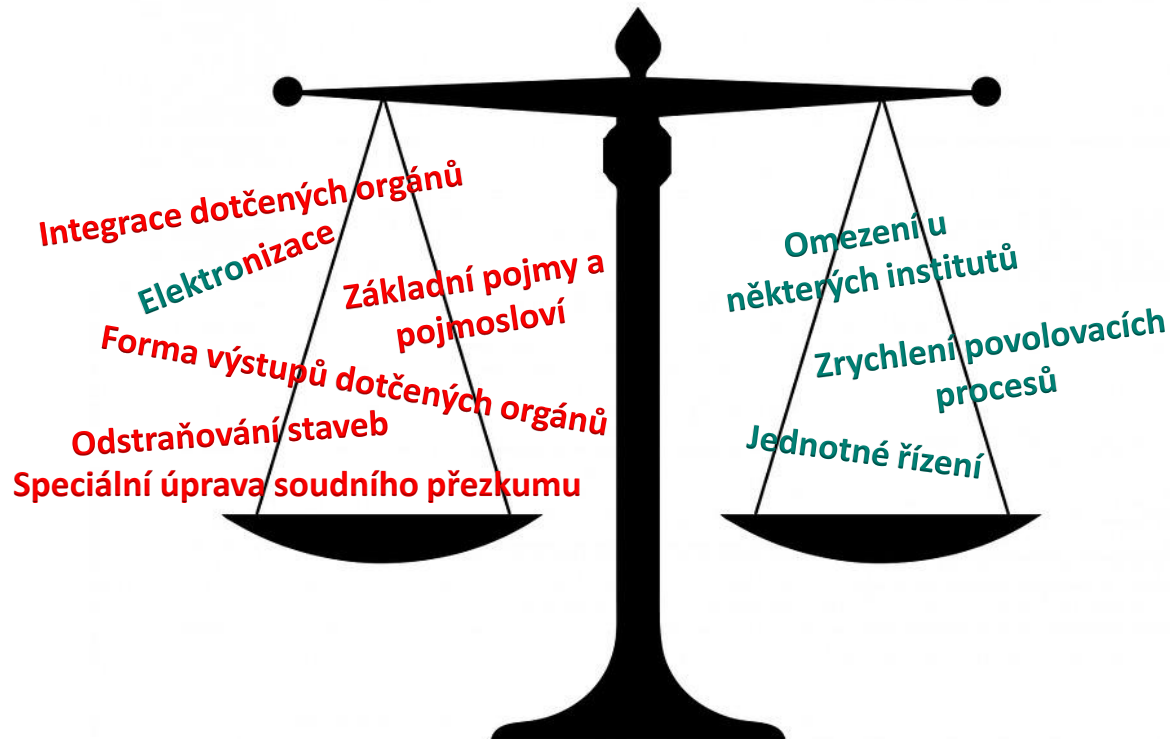 Integrace dotčených orgánů
Elektronizace
Základní pojmy a
pojmosloví
Forma výstupů dotčených orgánů
Odstraňování staveb
Speciální úprava soudního přezkumu
Omezení u
některých institutů
Zrychlení povolovacích
procesů
Jednotné řízení